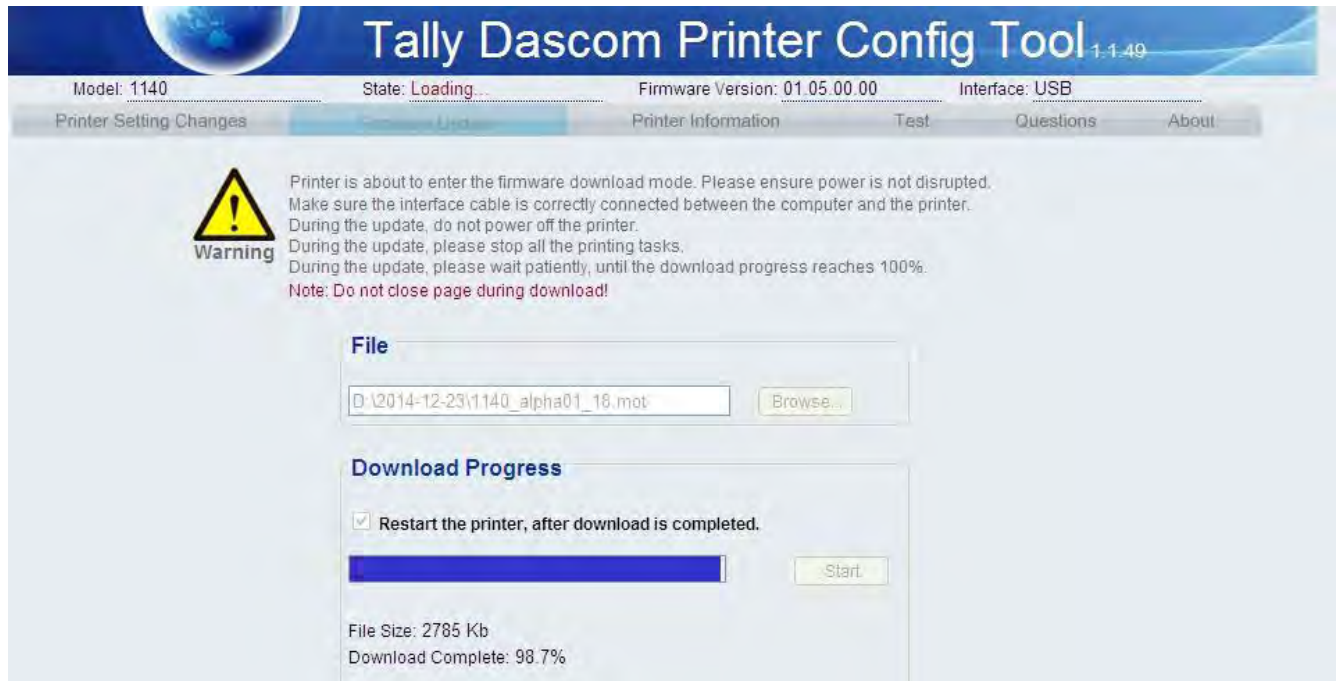 Tally Dascom Printer Config Tool 1.1.49
Model: 1140 State: Loading... Firmware Version: 01.05.00.00 Interface: USB
Printer Setting Changes Printer Information Test Questions About
Printer is about to enter the firmware download mode. Please ensure power is not disrupted.
Make sure the interface cable is correctly connected between the computer and the printer.
During the update, do not power off the printer.
During the update, please stop all the printing tasks.
During the update, please wait patiently, until the download progress reaches 100%.
Note: Do not close page during download!
Warning
File
D:\2014-12-23\1140_alpha01_18.mot Browse...
Download Progress
Restart the printer, after download is completed.
Start
File Size: 2785 Kb
Download Complete: 98.7%